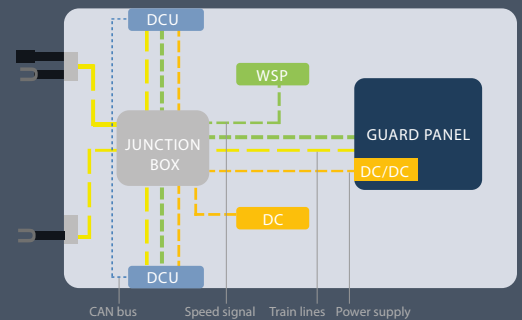 DCU
WSP
JUNCTION
BOX
GUARD PANEL
DC/DC
DC
DCU
CAN bus
Speed signal
Train lines
Power supply